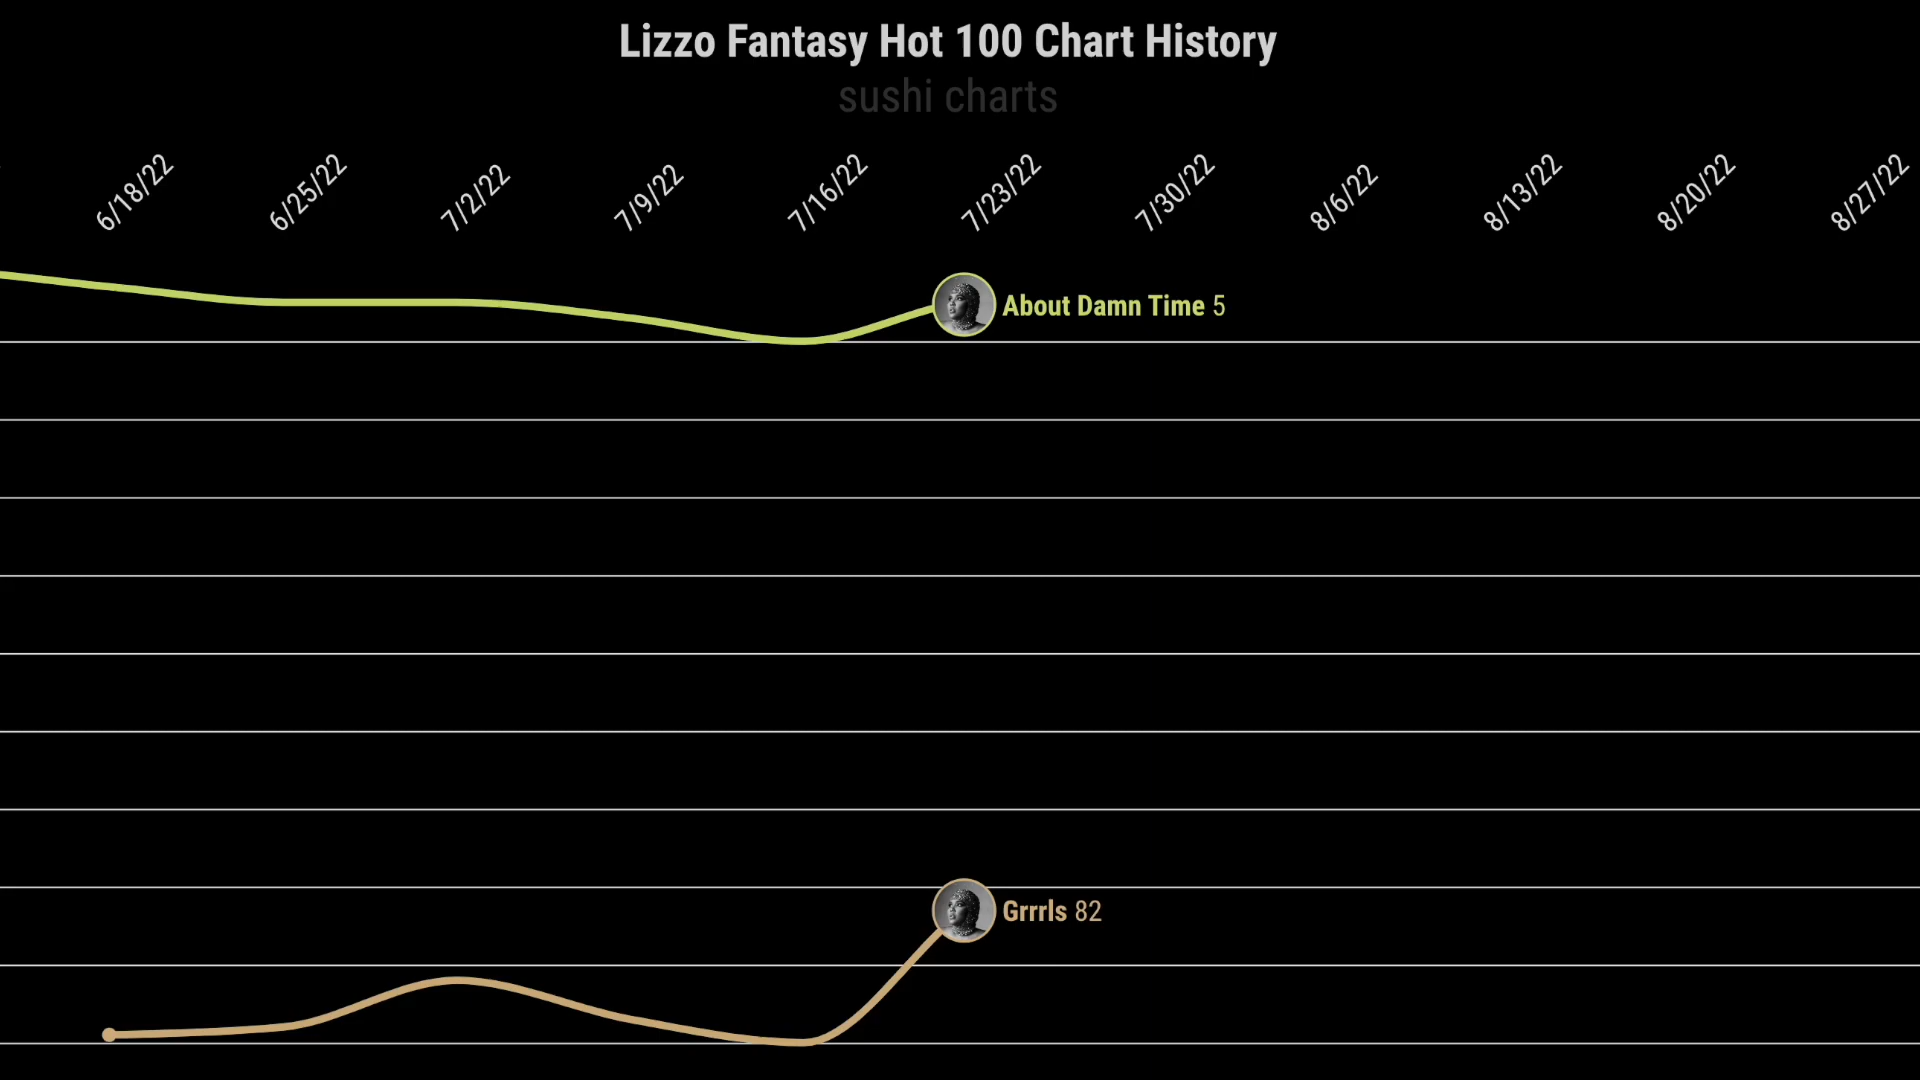 Lizzo Fantasy Hot 100 Chart History
sushi charts
6/18/22
6/25/22
7/2/22
7/9/22
7/16/22
7/23/22
7/30/22
8/6/22
8/13/22
8/20/22
8/27/22
About Damn Time 5
Grrrls 82